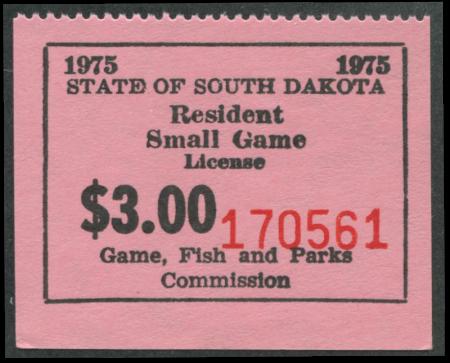 1975 1975
STATE OF SOUTH DAKOTA
Resident
Small Game
License
$3.00 170561
Game, Fish and Parks
Commission